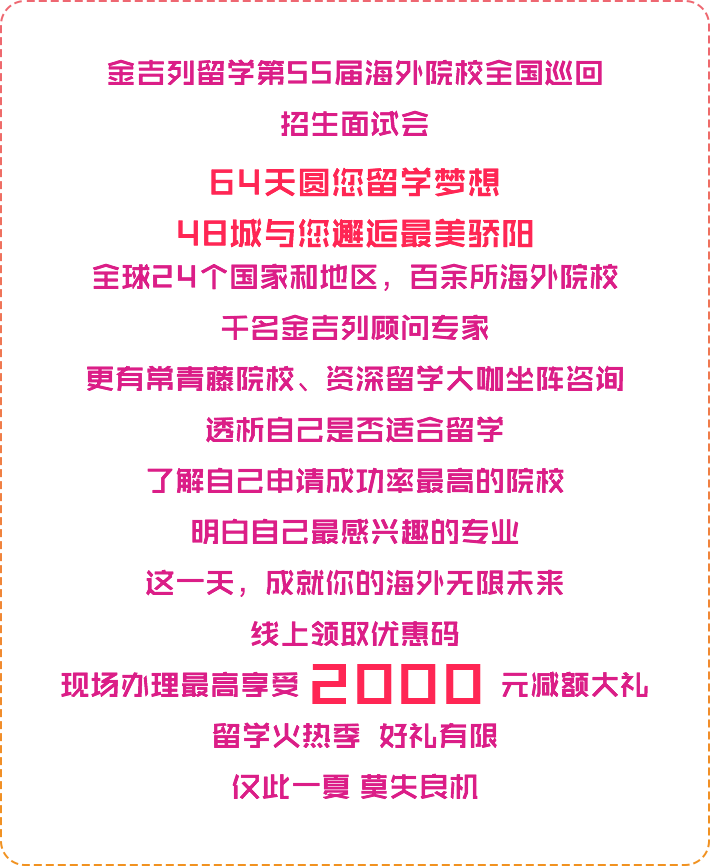 金吉列留学第55届海外院校全国巡回
招生面试会
64天圆您留学梦想
48城与您邂逅最美骄阳
全球24个国家和地区，百余所海外院校
千名金吉列顾问专家
更有常青藤院校、资深留学大咖坐阵咨询
透析自己是否适合留学
了解自己申请成功率最高的院校
明白自己最感兴趣的专业
这一天，成就你的海外无限未来
线上领取优惠码
现场办理最高享受 2000 元减额大礼
留学火热季 好礼有限
仅此一夏 莫失良机